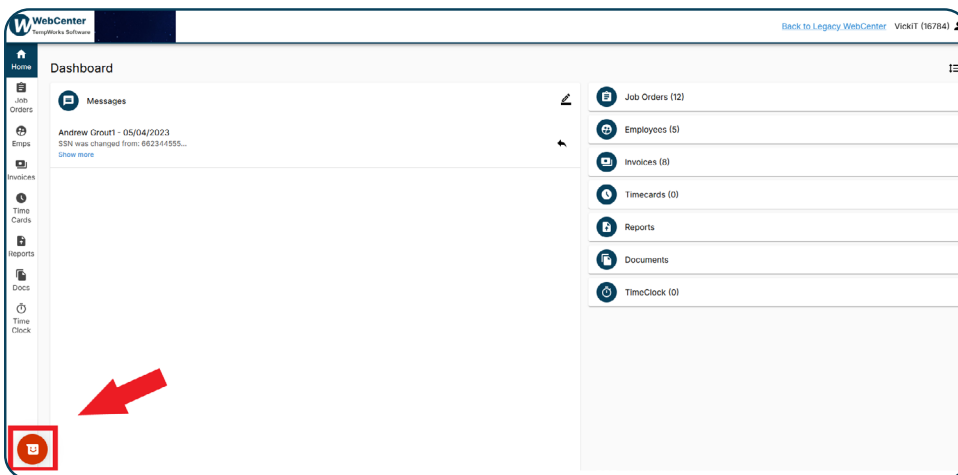 WebCenter
TempWorks Software
Back to Legacy WebCenter VickiT (16784)
Home
Job
Orders
Emps
Invoices
Time
Cards
Reports
Docs
Time
Clock
Dashboard
Messages
Andrew Grout1 - 05/04/2023
SSN was changed from: 662344555...
Show more
Job Orders (12)
Employees (5)
Invoices (8)
Timecards (0)
Reports
Documents
TimeClock (0)